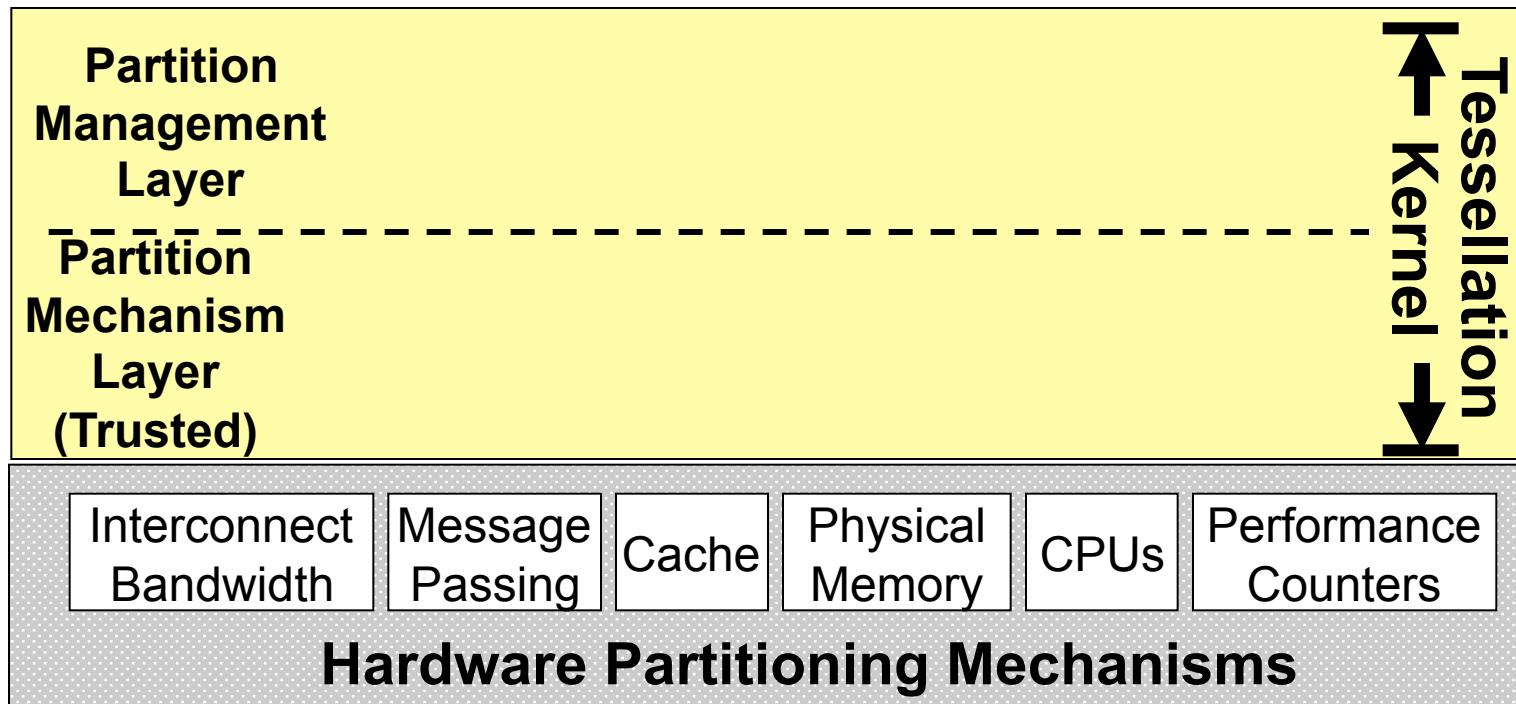 Partition
Management
Layer
Partition
Mechanism
Layer
(Trusted)
Tessellation
Kernel
Interconnect
Bandwidth
Message
Passing
Cache
Physical
Memory
CPUs
Performance
Counters
Hardware Partitioning Mechanisms